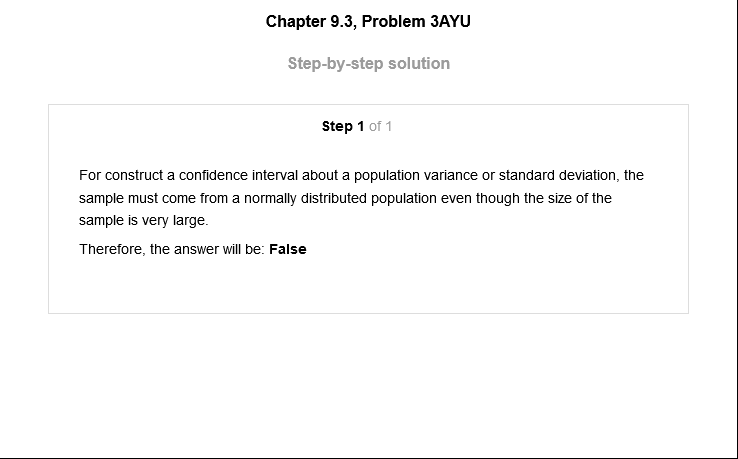 Chapter 9.3, Problem 3AYU
Step-by-step solution
Step 1 of 1
For construct a confidence interval about a population variance or standard deviation, the
sample must come from a normally distributed population even though the size of the
sample is very large.
Therefore, the answer will be: False